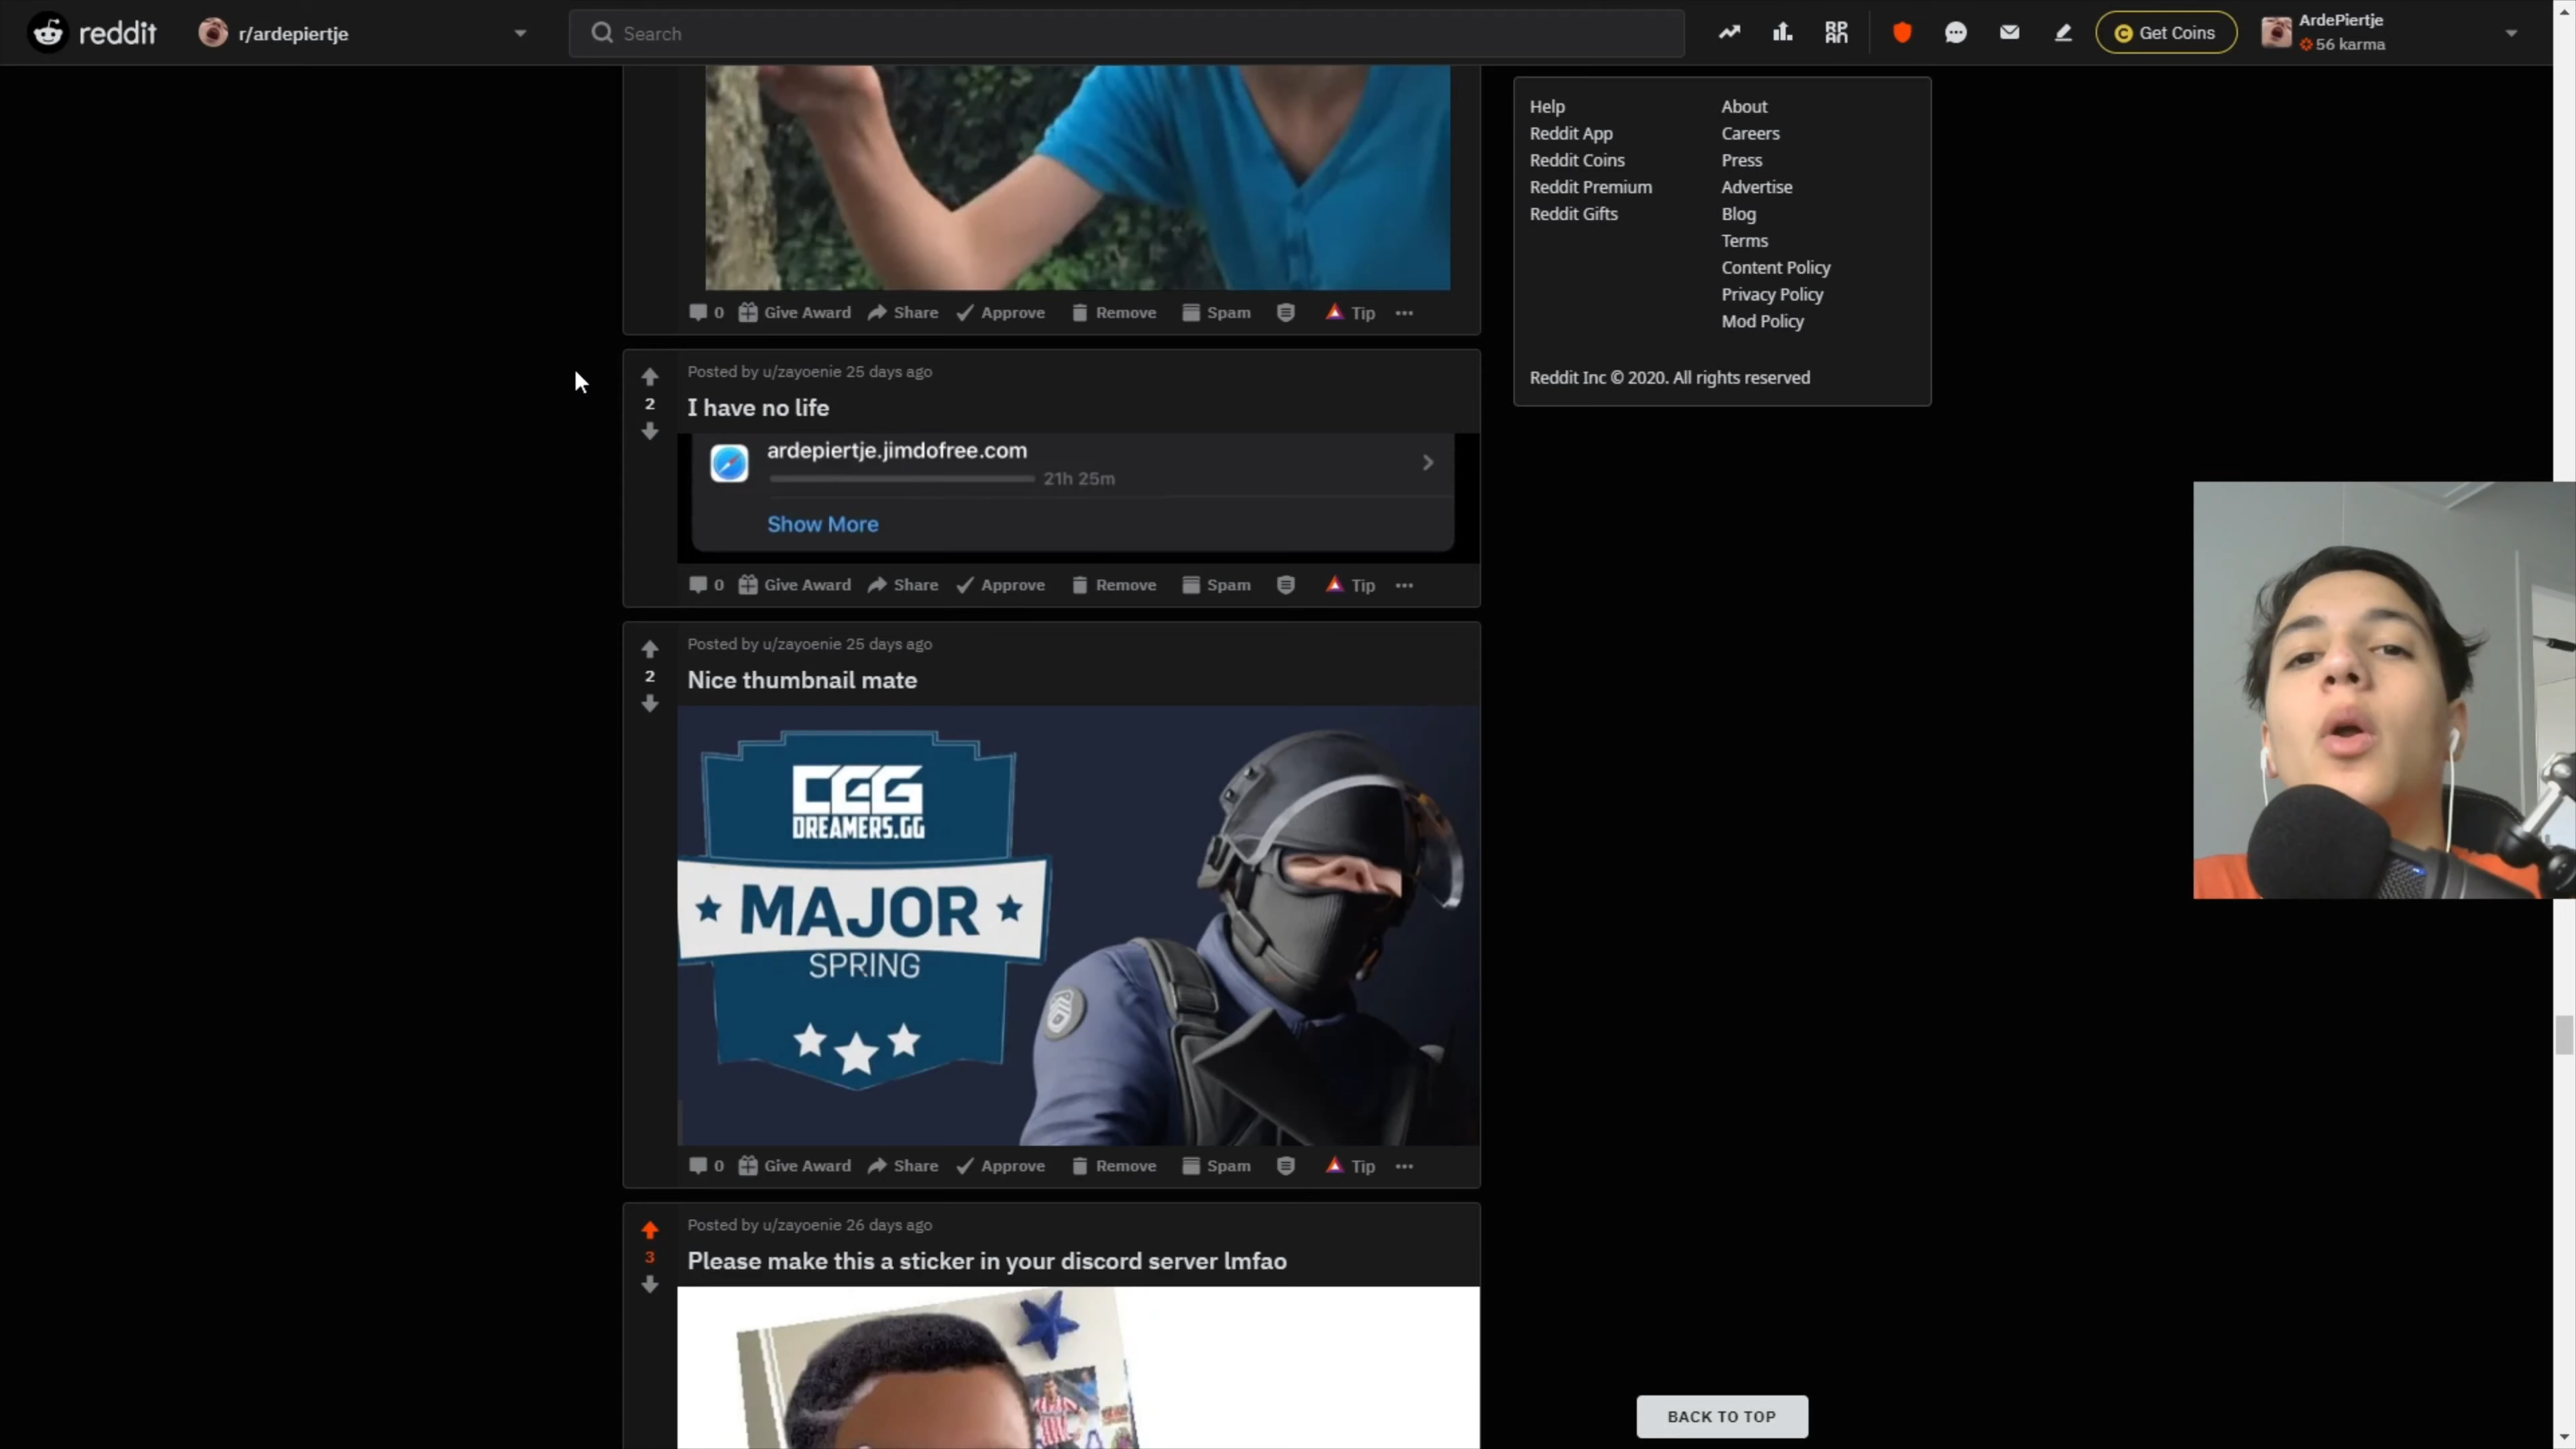 reddit r/ardepiertje Search Get Coins ArdePiertje
56 karma
0 Give Award Share Approve Remove Spam Tip
Posted by u/zayoenie 25 days ago
2 I have no life
ardepiertje.jimdofree.com
21h 25m
Show More
0 Give Award Share Approve Remove Spam Tip
Posted by u/zayoenie 25 days ago
2 Nice thumbnail mate
CGG
DREAMERS.GG
MAJOR
SPRING
0 Give Award Share Approve Remove Spam Tip
Posted by u/zayoenie 26 days ago
3 Please make this a sticker in your discord server lmfao
Help About
Reddit App Careers
Reddit Coins Press
Reddit Premium Advertise
Reddit Gifts Blog
Terms
Content Policy
Privacy Policy
Mod Policy
Reddit Inc © 2020. All rights reserved
BACK TO TOP